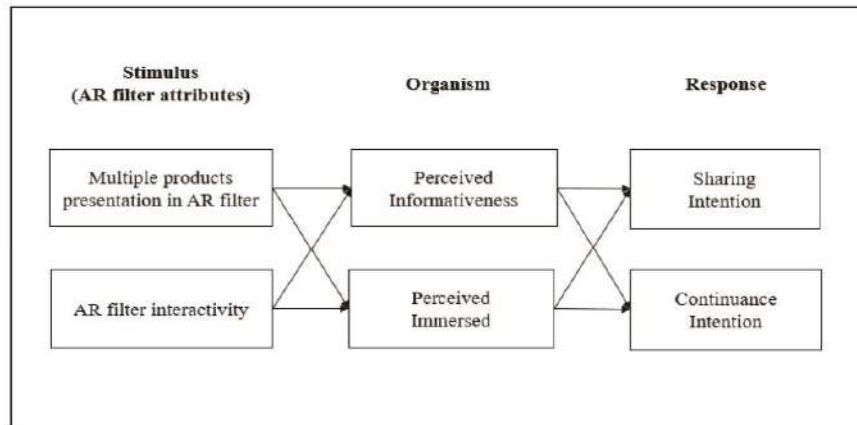 Stimulus
(AR filter attributes)
Organism
Response
Multiple products
presentation in AR filter
Perceived
Informativeness
Sharing
Intention
AR filter interactivity
Perceived
Immersed
Continuance
Intention